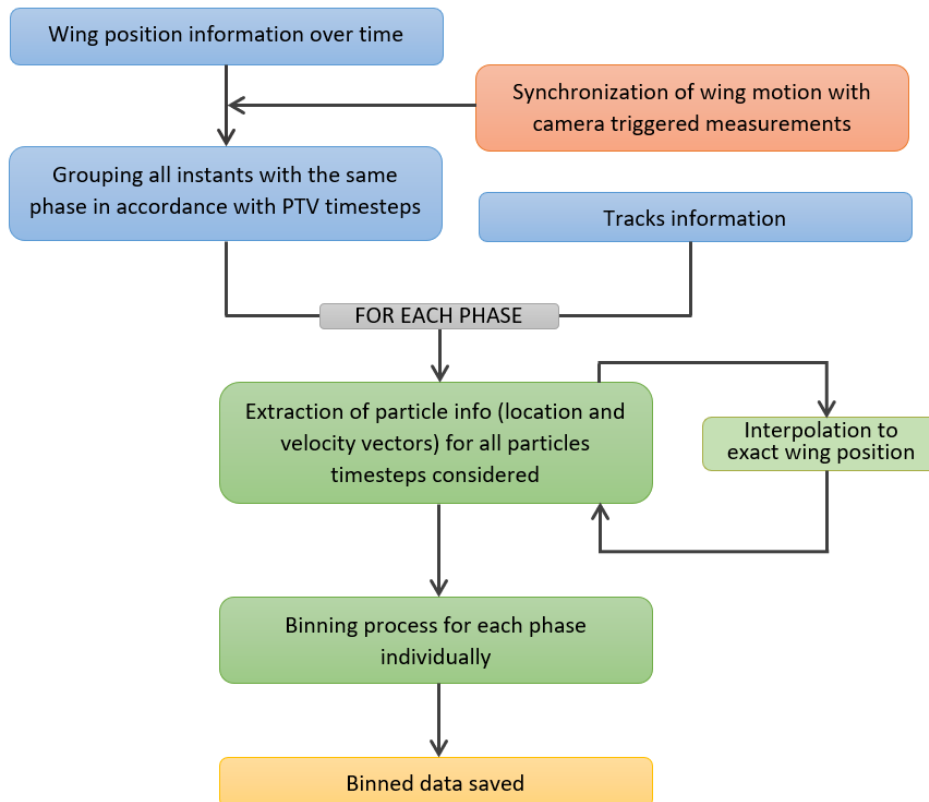 Wing position information over time
Synchronization of wing motion with
camera triggered measurements
Grouping all instants with the same
phase in accordance with PTV timesteps
Tracks information
FOR EACH PHASE
Extraction of particle info (location and
velocity vectors) for all particles
timesteps considered
Interpolation to
exact wing position
Binning process for each phase
individually
Binned data saved